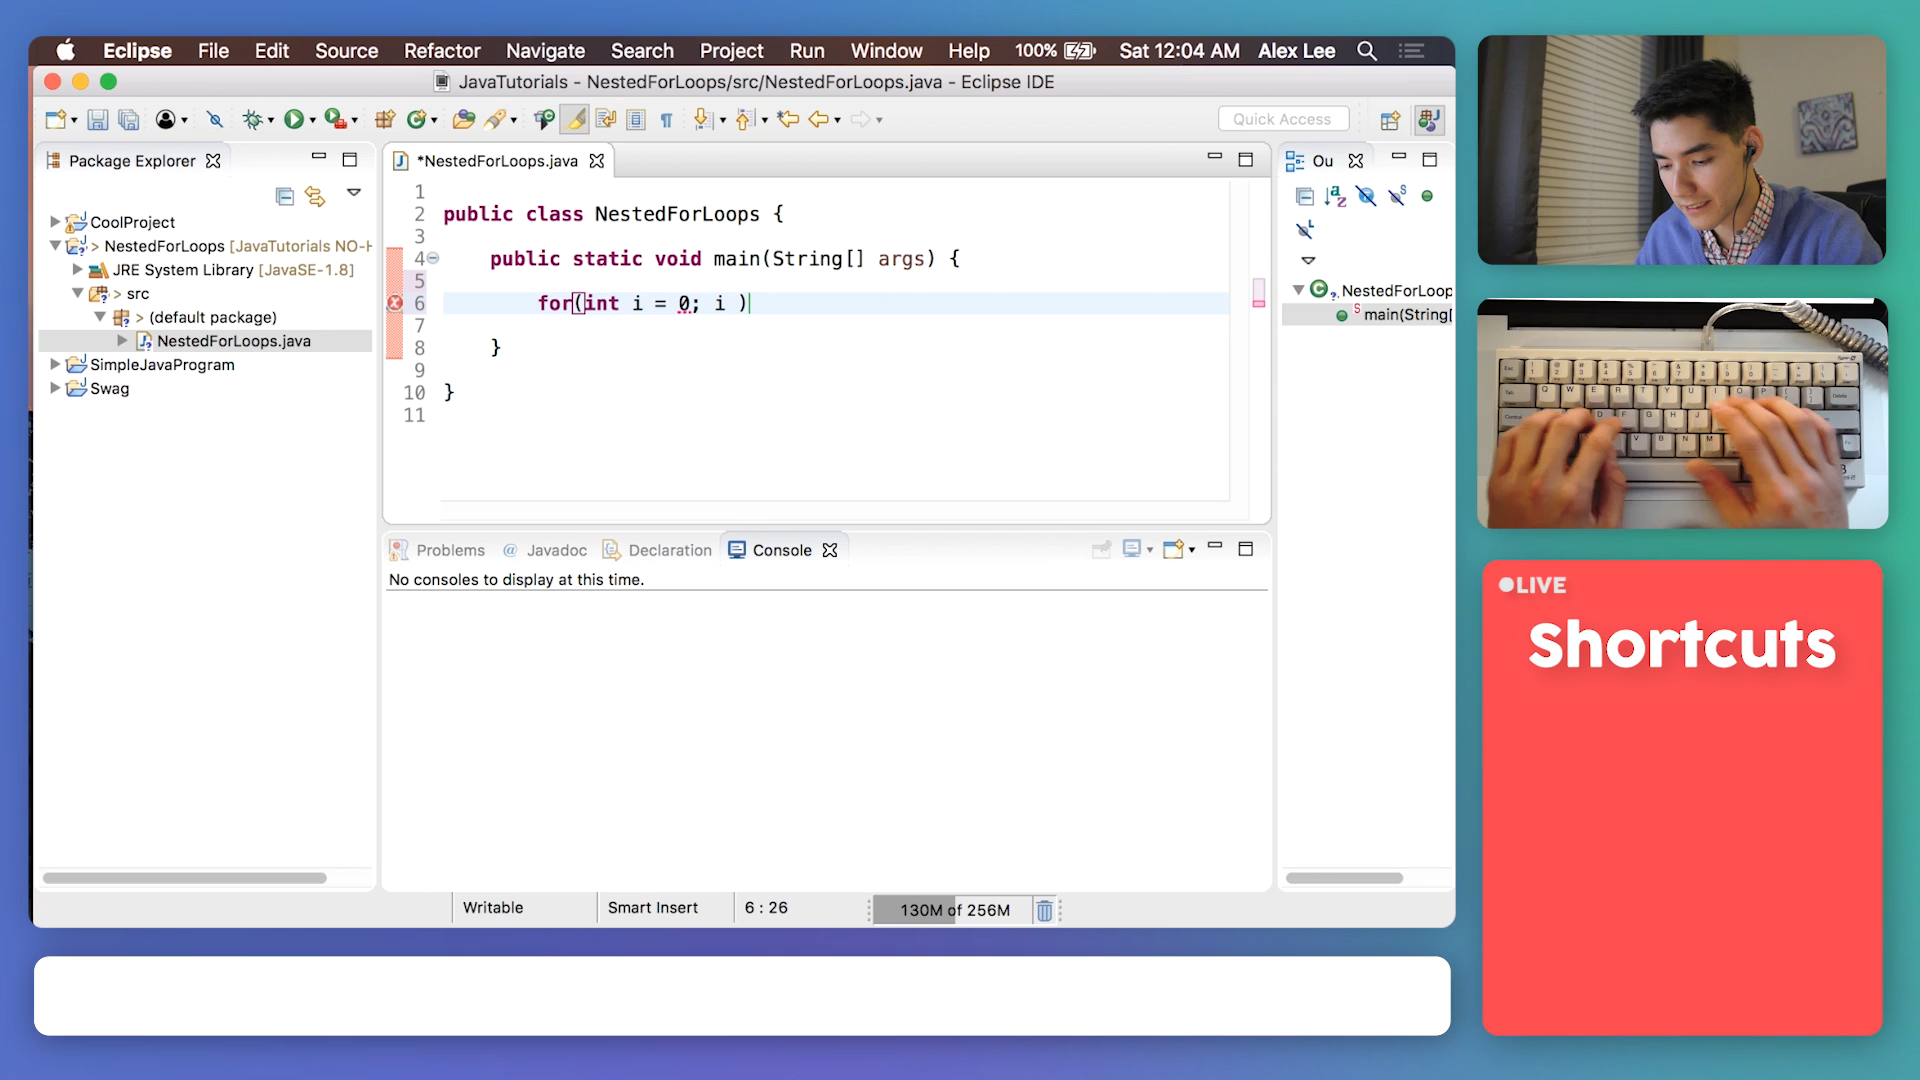 Eclipse File Edit Source Refactor Navigate Search Project Run Window Help 100% Sat 12:04 AM Alex Lee
JavaTutorials - NestedForLoops/src/NestedForLoops.java - Eclipse IDE
Quick Access
Package Explorer
CoolProject
> NestedForLoops [JavaTutorials NO-H
JRE System Library [JavaSE-1.8]
> src
> (default package)
NestedForLoops.java
SimpleJavaProgram
Swag
*NestedForLoops.java
1
2 public class NestedForLoops {
3
4 public static void main(String[] args) {
5
6 for(int i = 0; i )
7
8 }
9
10 }
11
Ou
NestedForLoop
main(String[
Problems @ Javadoc Declaration Console
No consoles to display at this time.
Writable Smart Insert 6 : 26 130M of 256M
LIVE
Shortcuts